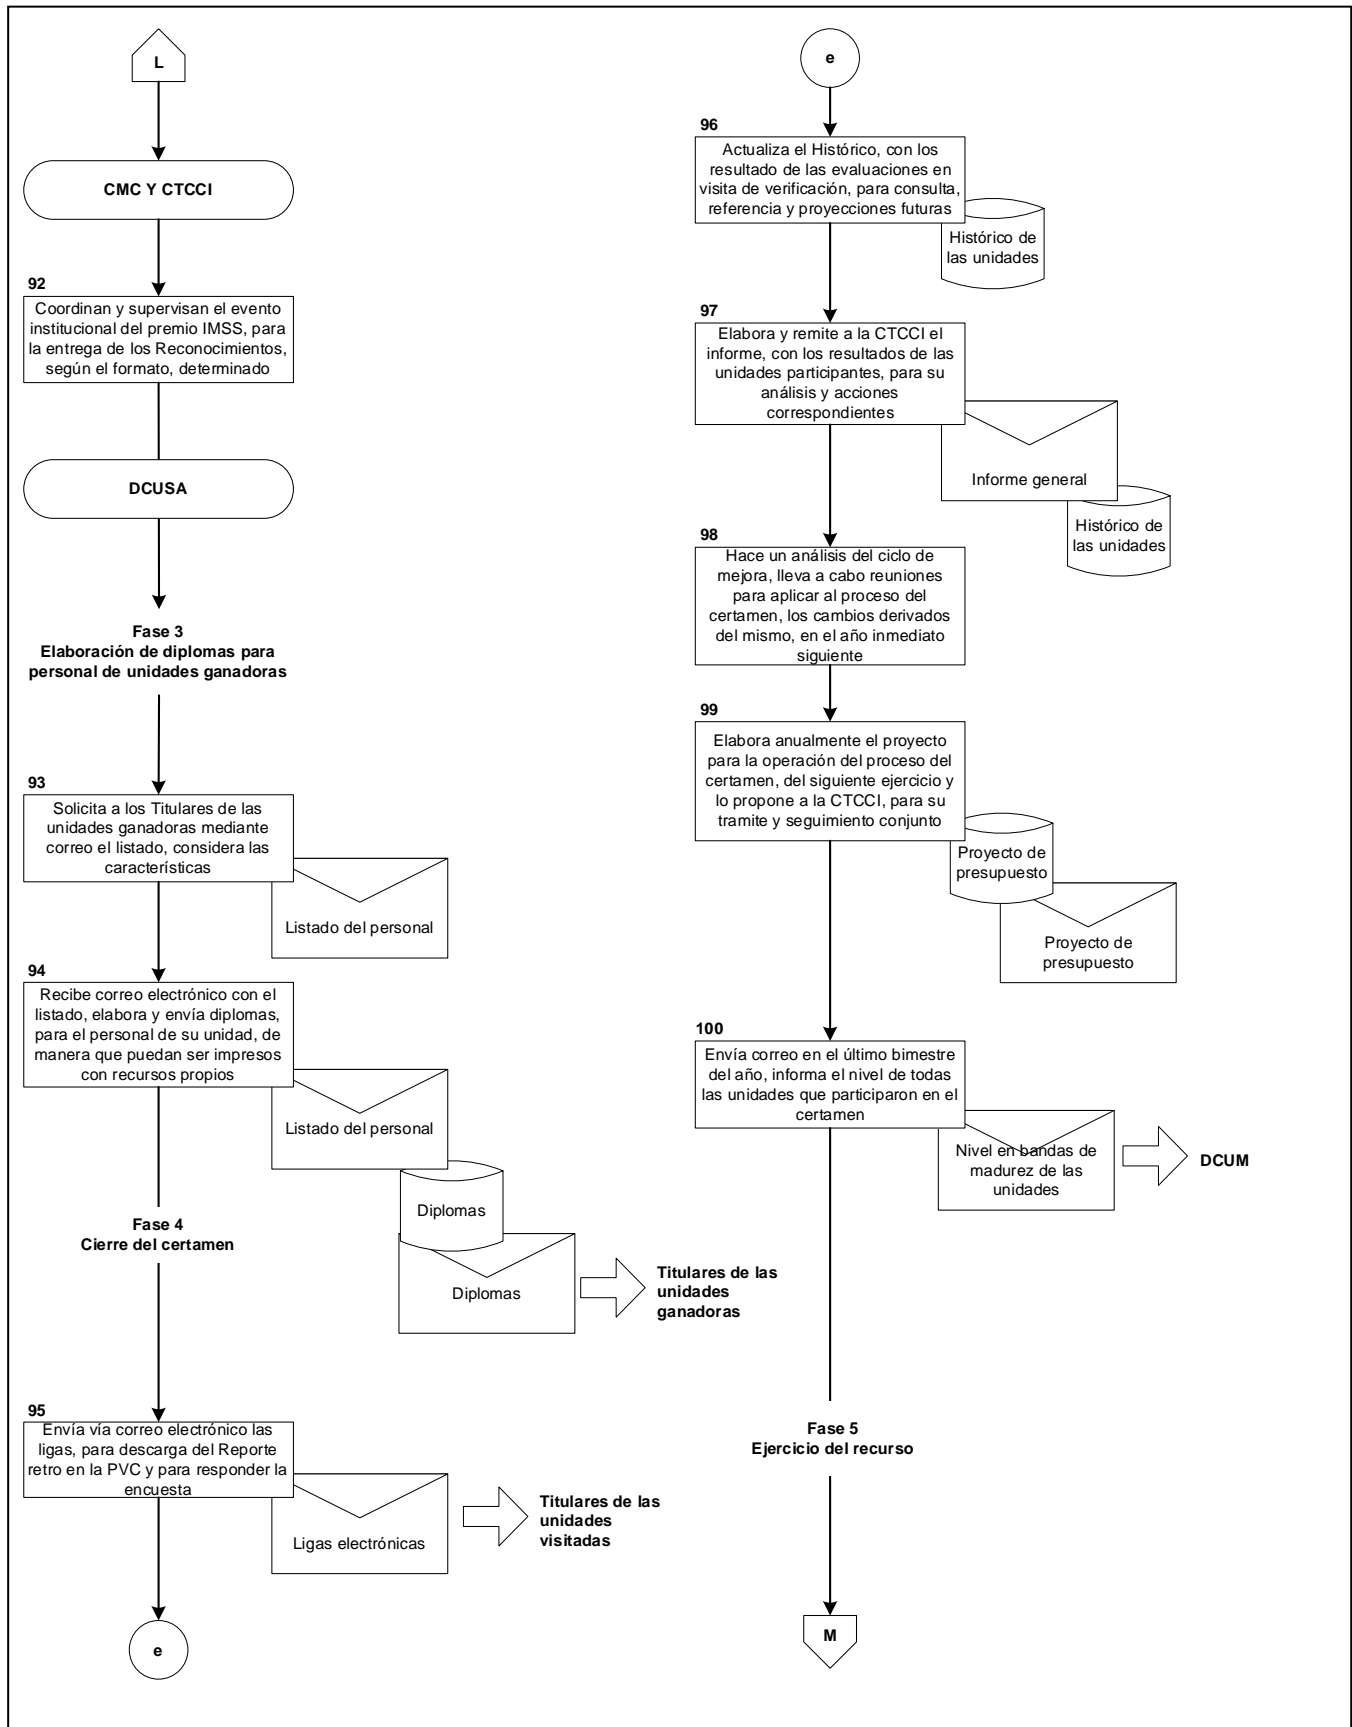 L
CMC Y CTCCI
92
Coordinan y supervisan el evento
institucional del premio IMSS, para
la entrega de los Reconocimientos,
según el formato, determinado
DCUSA
Fase 3
Elaboración de diplomas para
personal de unidades ganadoras
93
Solicita a los Titulares de las
unidades ganadoras mediante
correo el listado, considera las
características
Listado del personal
94
Recibe correo electrónico con el
listado, elabora y envía diplomas,
para el personal de su unidad, de
manera que puedan ser impresos
con recursos propios
Listado del personal
Diplomas
Diplomas
Titulares de las
unidades
ganadoras
Fase 4
Cierre del certamen
95
Envía vía correo electrónico las
ligas, para descarga del Reporte
retro en la PVC y para responder la
encuesta
Ligas electrónicas
Titulares de las
unidades
visitadas
e
e
96
Actualiza el Histórico, con los
resultado de las evaluaciones en
visita de verificación, para consulta,
referencia y proyecciones futuras
Histórico de
las unidades
97
Elabora y remite a la CTCCI el
informe, con los resultados de las
unidades participantes, para su
análisis y acciones
correspondientes
Informe general
Histórico de
las unidades
98
Hace un análisis del ciclo de
mejora, lleva a cabo reuniones
para aplicar al proceso del
certamen, los cambios derivados
del mismo, en el año inmediato
siguiente
99
Elabora anualmente el proyecto
para la operación del proceso del
certamen, del siguiente ejercicio y
lo propone a la CTCCI, para su
tramite y seguimiento conjunto
Proyecto de
presupuesto
Proyecto de
presupuesto
100
Envía correo en el último bimestre
del año, informa el nivel de todas
las unidades que participaron en el
certamen
Nivel en bandas de
madurez de las
unidades
DCUM
Fase 5
Ejercicio del recurso
M